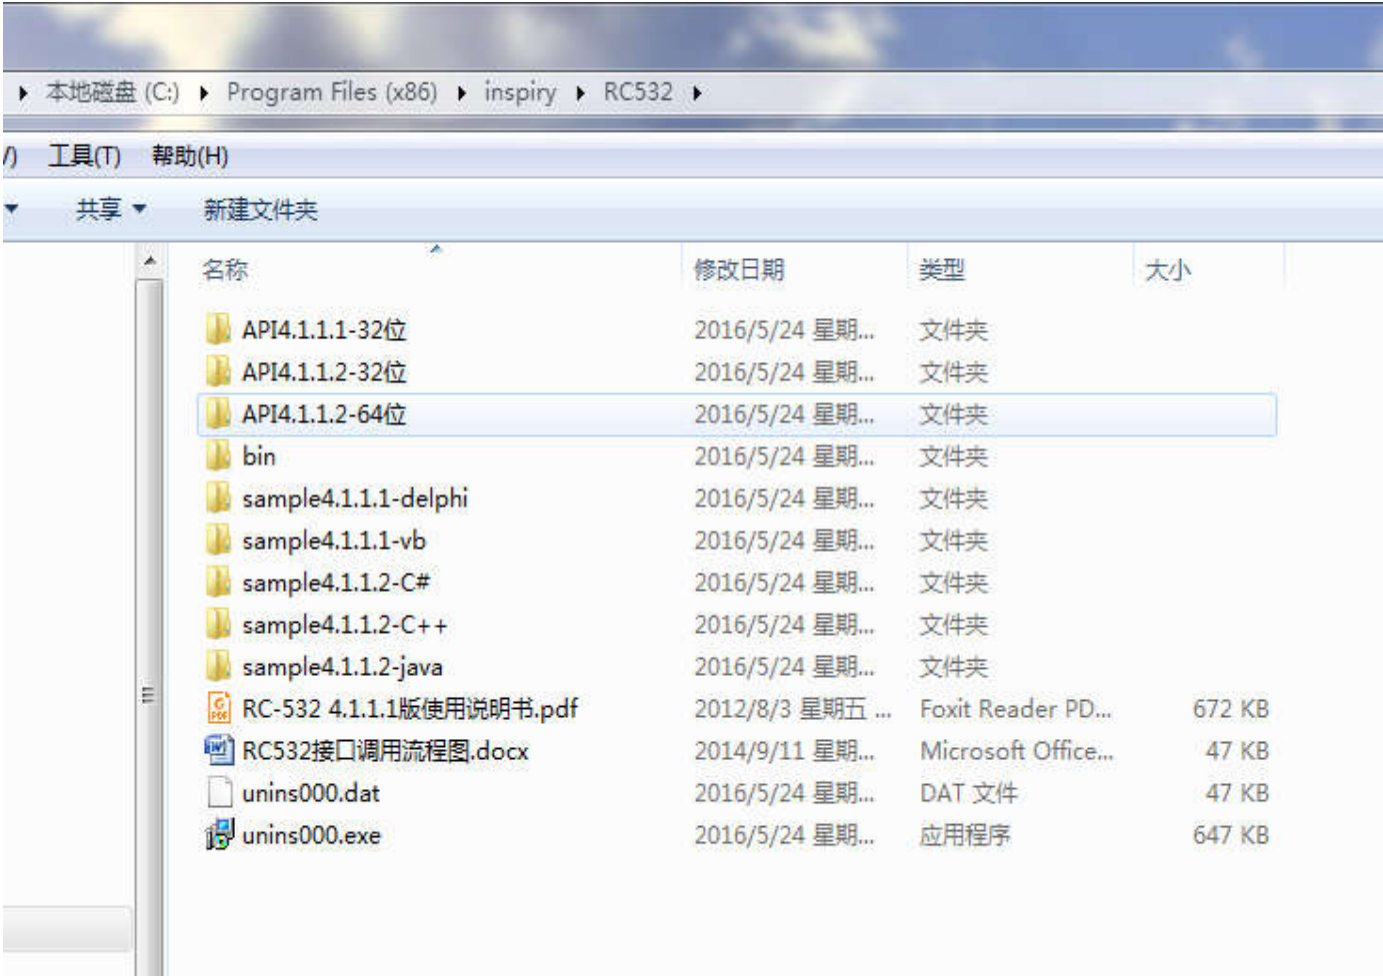 本地磁盘 (C:) Program Files (x86) inspiry RC532
工具(T) 帮助(H)
共享 新建文件夹
名称 修改日期 类型 大小
API4.1.1.1-32位 2016/5/24 星期... 文件夹
API4.1.1.2-32位 2016/5/24 星期... 文件夹
API4.1.1.2-64位 2016/5/24 星期... 文件夹
bin 2016/5/24 星期... 文件夹
sample4.1.1.1-delphi 2016/5/24 星期... 文件夹
sample4.1.1.1-vb 2016/5/24 星期... 文件夹
sample4.1.1.2-C# 2016/5/24 星期... 文件夹
sample4.1.1.2-C++ 2016/5/24 星期... 文件夹
sample4.1.1.2-java 2016/5/24 星期... 文件夹
RC-532 4.1.1.1版使用说明书.pdf 2012/8/3 星期五 ... Foxit Reader PD... 672 KB
RC532接口调用流程图.docx 2014/9/11 星期... Microsoft Office... 47 KB
unins000.dat 2016/5/24 星期... DAT 文件 47 KB
unins000.exe 2016/5/24 星期... 应用程序 647 KB